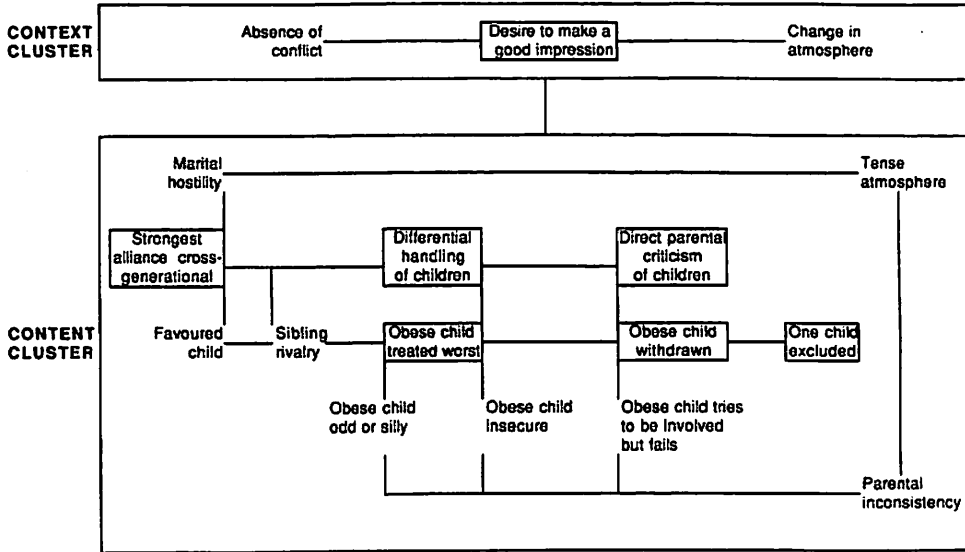 CONTEXT
CLUSTER
Absence of
conflict
Desire to make a
good impression
Change in
atmosphere
Marital
hostility
Tense
atmosphere
Strongest
alliance cross-
generational
Differential
handling
of children
Direct parental
criticism
of children
CONTENT
CLUSTER
Favoured
child
Sibling
rivalry
Obese child
treated worst
Obese child
withdrawn
One child
excluded
Obese child
odd or silly
Obese child
Insecure
Obese child tries
to be Involved
but fails
Parental
inconsistency